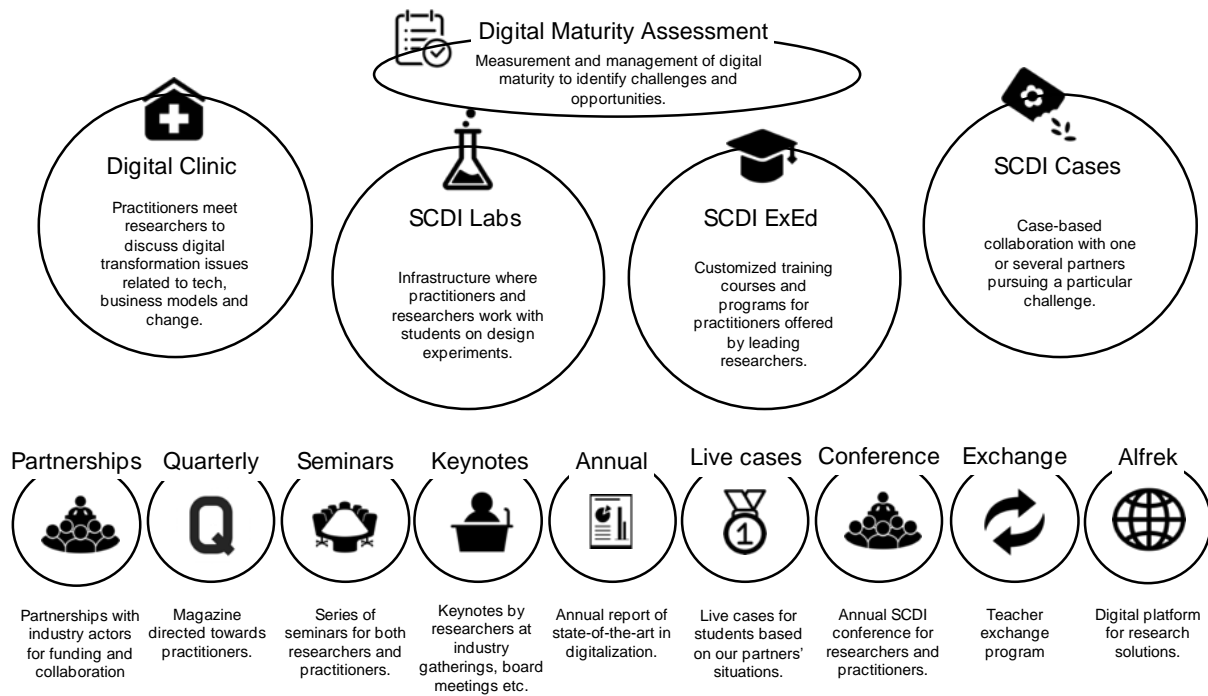 Digital Maturity Assessment
Measurement and management of digital
maturity to identify challenges and
opportunities.
Digital Clinic
Practitioners meet
researchers to
discuss digital
transformation issues
related to tech,
business models and
change.
SCDI Labs
Infrastructure where
practitioners and
researchers work with
students on design
experiments.
SCDI ExEd
Customized training
courses and
programs for
practitioners offered
by leading
researchers.
SCDI Cases
Case-based
collaboration with one
or several partners
pursuing a particular
challenge.
Partnerships
Partnerships with
industry actors
for funding and
collaboration
Quarterly
Q
Magazine
directed towards
practitioners.
Seminars
Series of
seminars for both
researchers and
practitioners.
Keynotes
Keynotes by
researchers at
industry
gatherings, board
meetings etc.
Annual
Annual report of
state-of-the-art in
digitalization.
Live cases
1
Live cases for
students based
on our partners’
situations.
Conference
Annual SCDI
conference for
researchers and
practitioners.
Exchange
Teacher
exchange
program
Alfrek
Digital platform
for research
solutions.